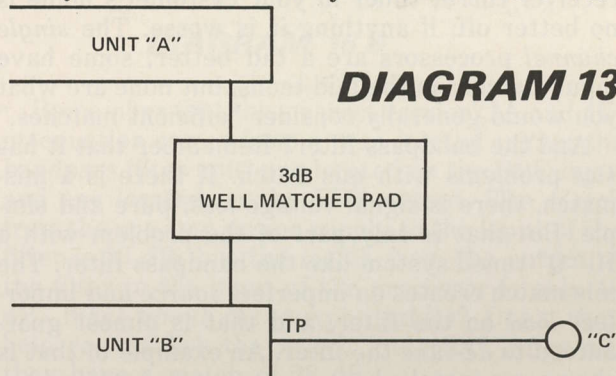 UNIT "A"
DIAGRAM 13
3dB
WELL MATCHED PAD
UNIT "B"
TP
"C"